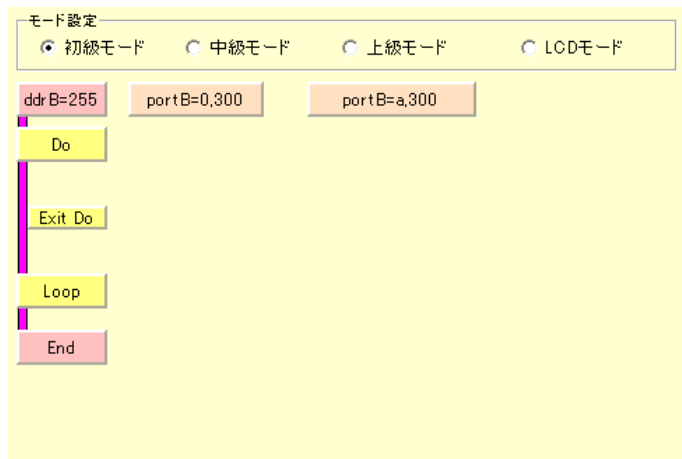 モード設定
初級モード 中級モード 上級モード LCDモード
ddrB=255 portB=0,300 portB=a,300
Do
Exit Do
Loop
End